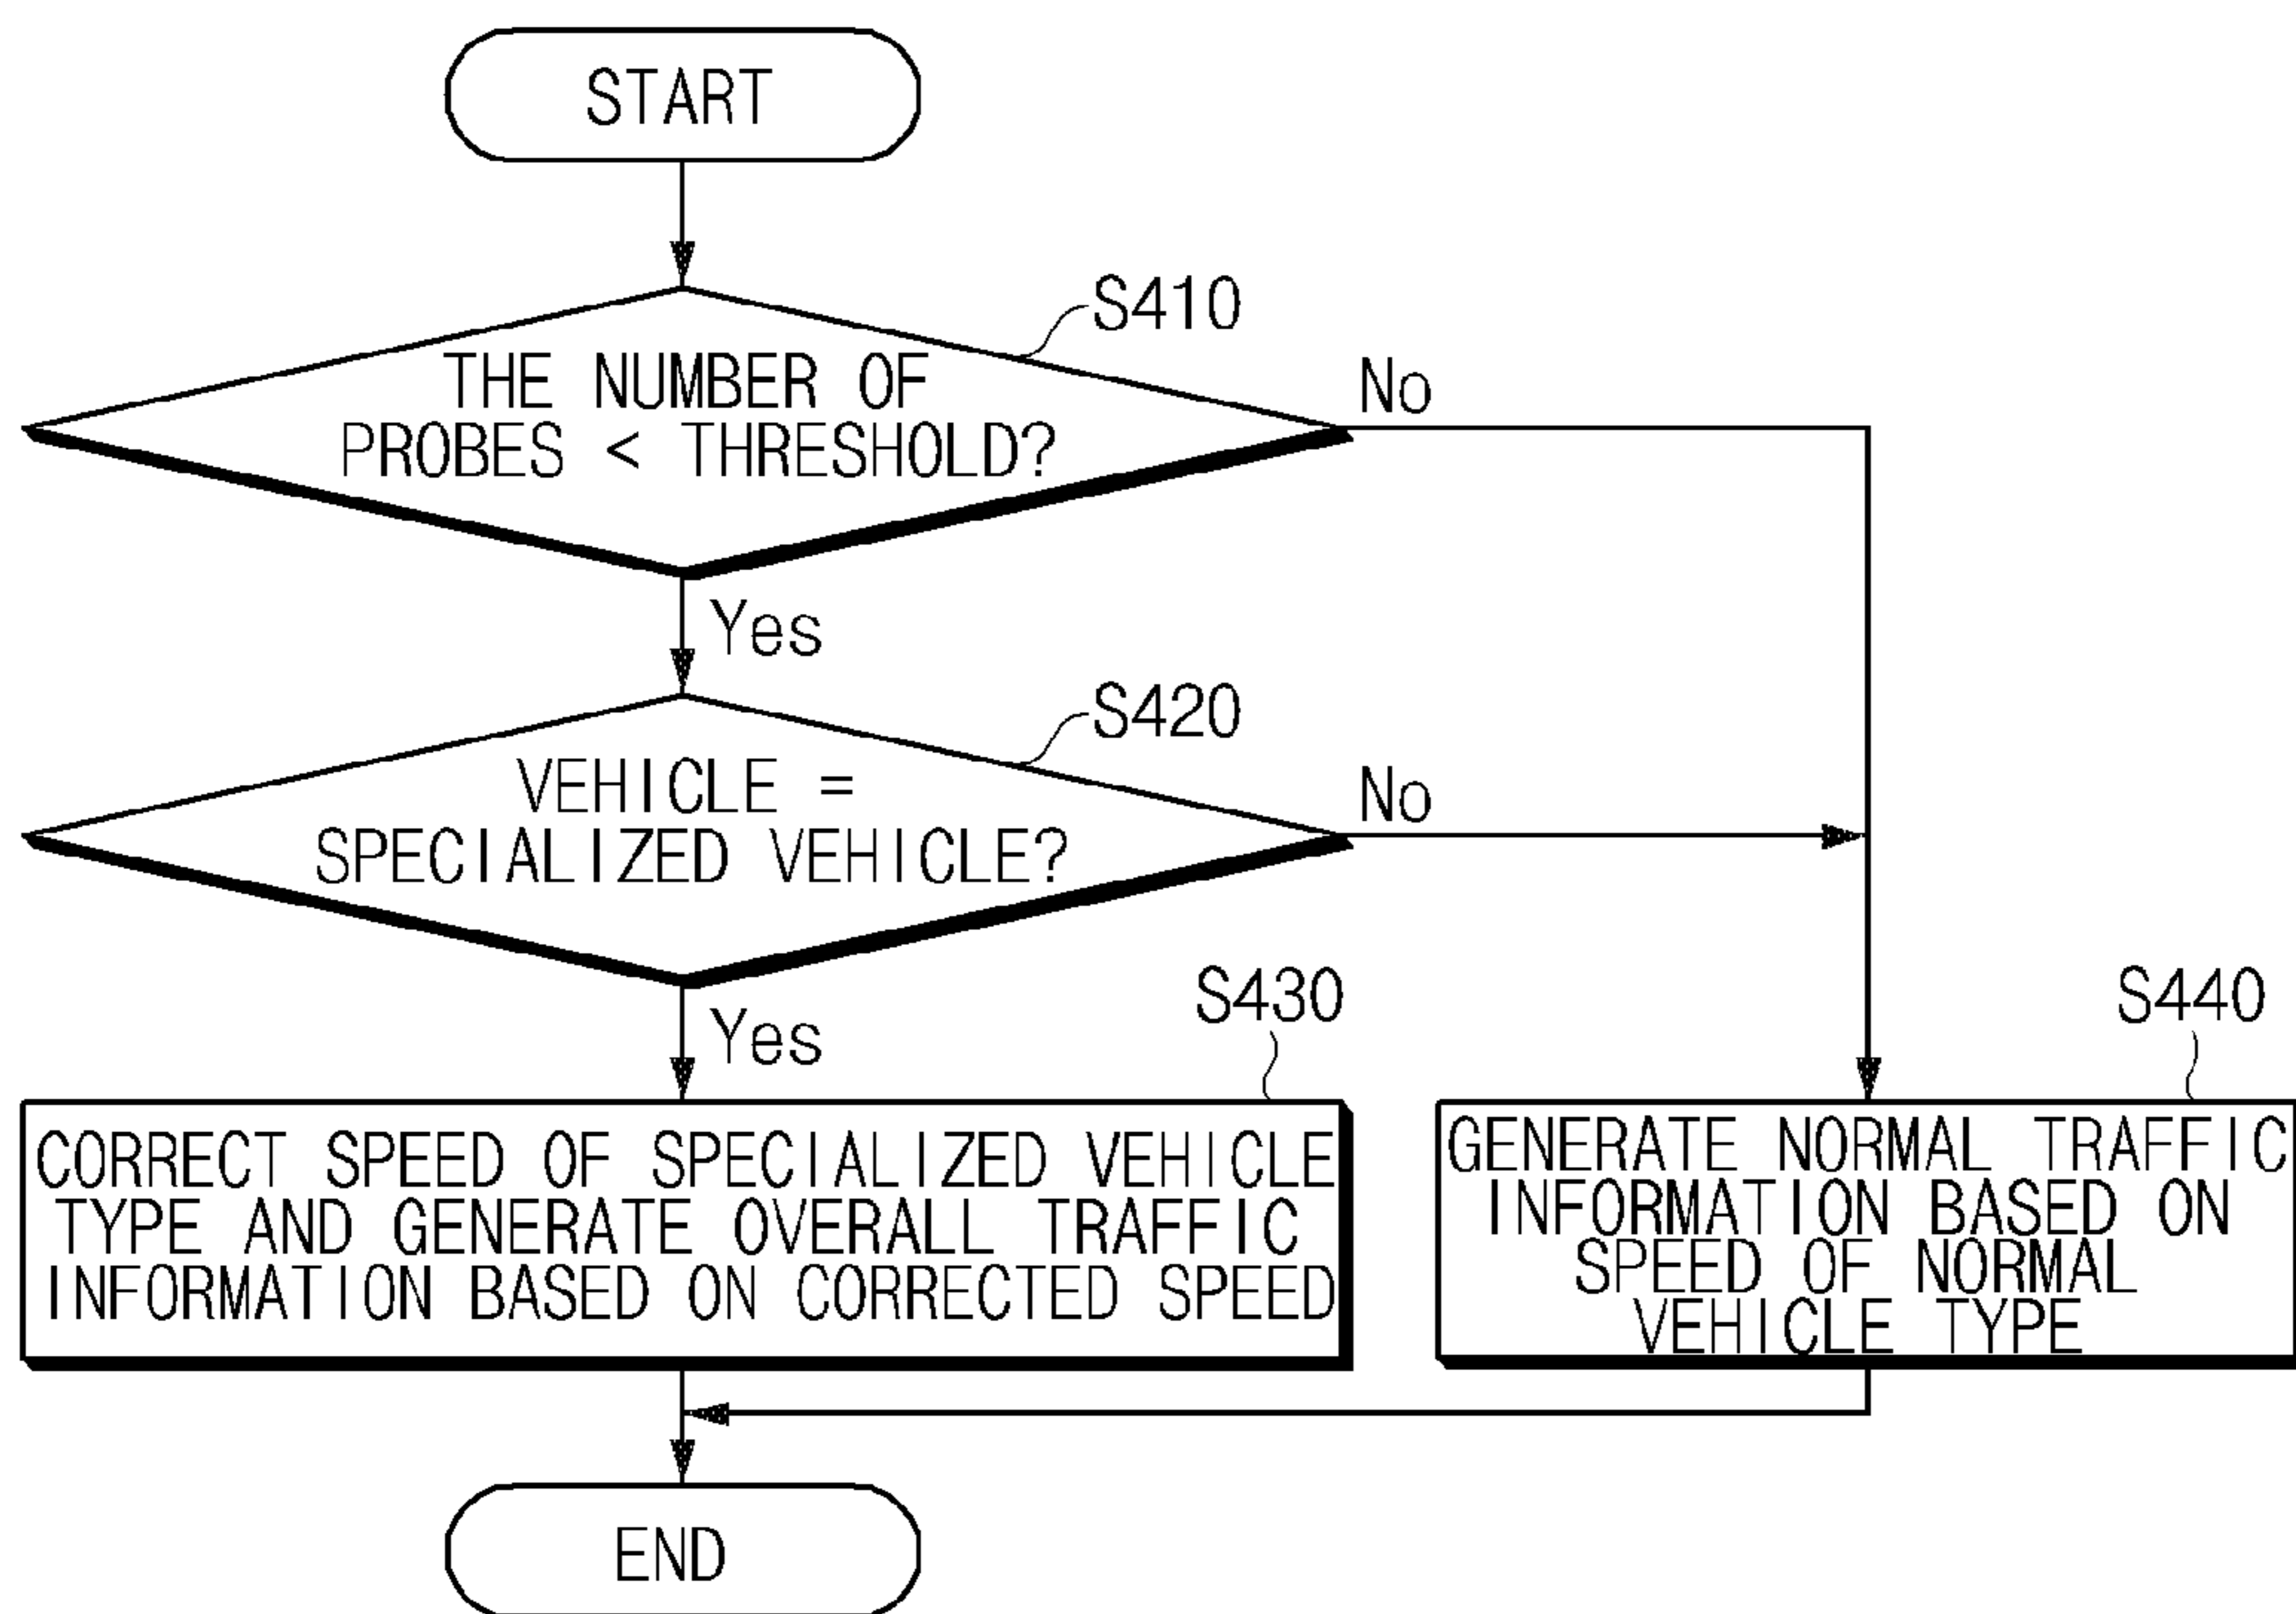 START
S410
THE NUMBER OF
PROBES < THRESHOLD?
No
Yes
S420
VEHICLE =
SPECIALIZED VEHICLE?
No
Yes
S430
CORRECT SPEED OF SPECIALIZED VEHICLE
TYPE AND GENERATE OVERALL TRAFFIC
INFORMATION BASED ON CORRECTED SPEED
S440
GENERATE NORMAL TRAFFIC
INFORMATION BASED ON
SPEED OF NORMAL
VEHICLE TYPE
END